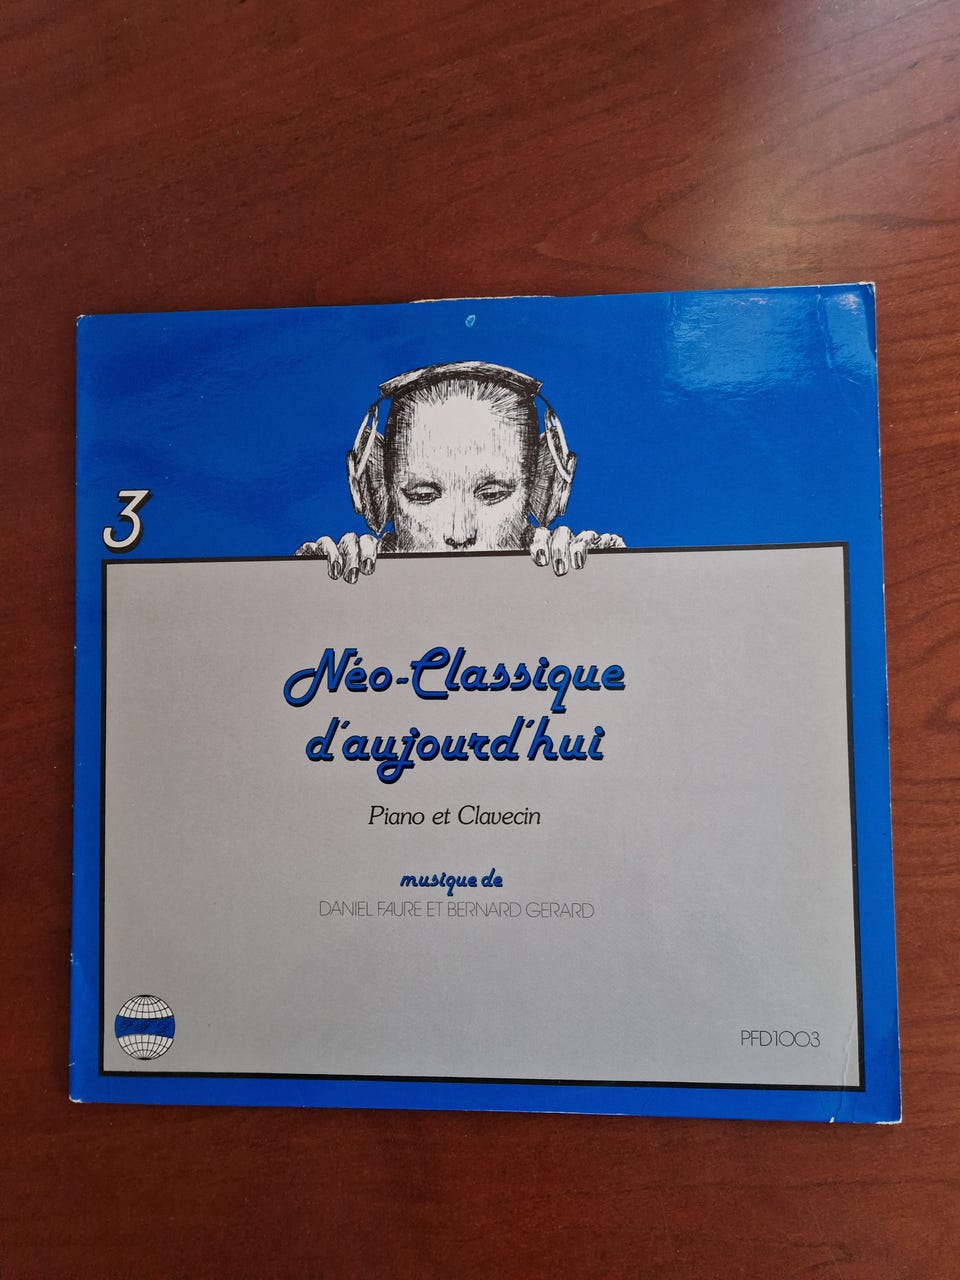 3
Néo-Classique
d'aujourd'hui
Piano et Clavecin
musique de
DANIEL FAURE ET BERNARD GERARD
PFD1003